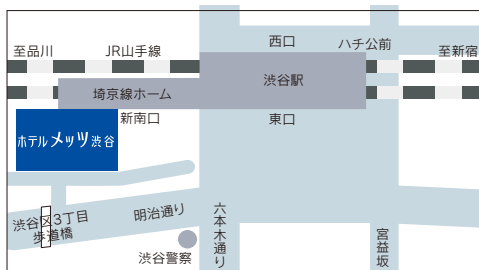 西口
ハチ公前
至品川
JR山手線
至新宿
渋谷駅
埼京線ホーム
新南口
東口
ホテルメッツ渋谷
渋谷区3丁目
歩道橋
明治通り
六本木通り
宮益坂
渋谷警察